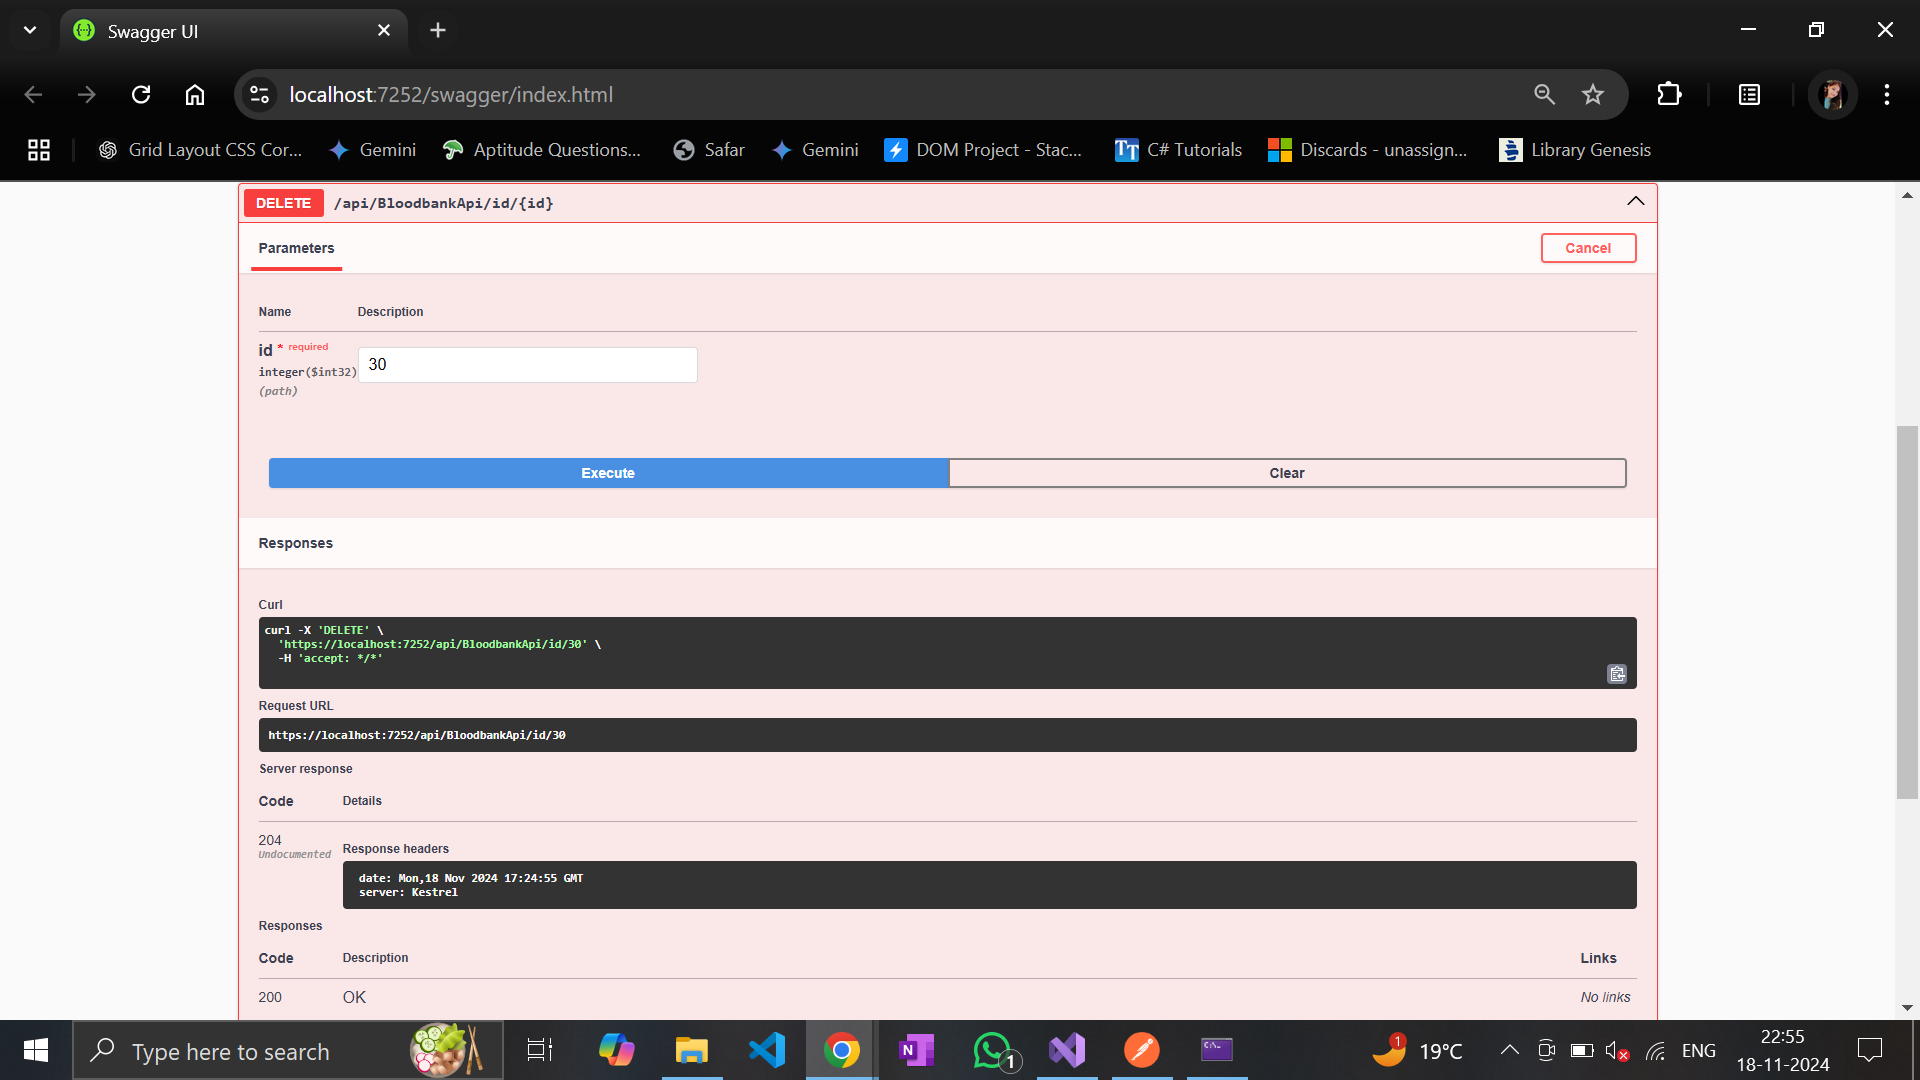 Swagger UI
localhost:7252/swagger/index.html
Grid Layout CSS Cor...
Gemini
Aptitude Questions...
Safar
Gemini
DOM Project - Stac...
TT C# Tutorials
Discards - unassign...
Library Genesis
DELETE /api/BloodbankApi/id/{id}
Parameters
Cancel
Name Description
id * required
integer($int32)
(path)
30
Execute
Clear
Responses
Curl
curl -X 'DELETE' \
'https://localhost:7252/api/BloodbankApi/id/30' \
-H 'accept: */*'
Request URL
https://localhost:7252/api/BloodbankApi/id/30
Server response
Code Details
204
Undocumented
Response headers
date: Mon,18 Nov 2024 17:24:55 GMT
server: Kestrel
Responses
Code Description Links
200 OK No links
Type here to search
N
1
C:\_
1
19°C
ENG
22:55
18-11-2024